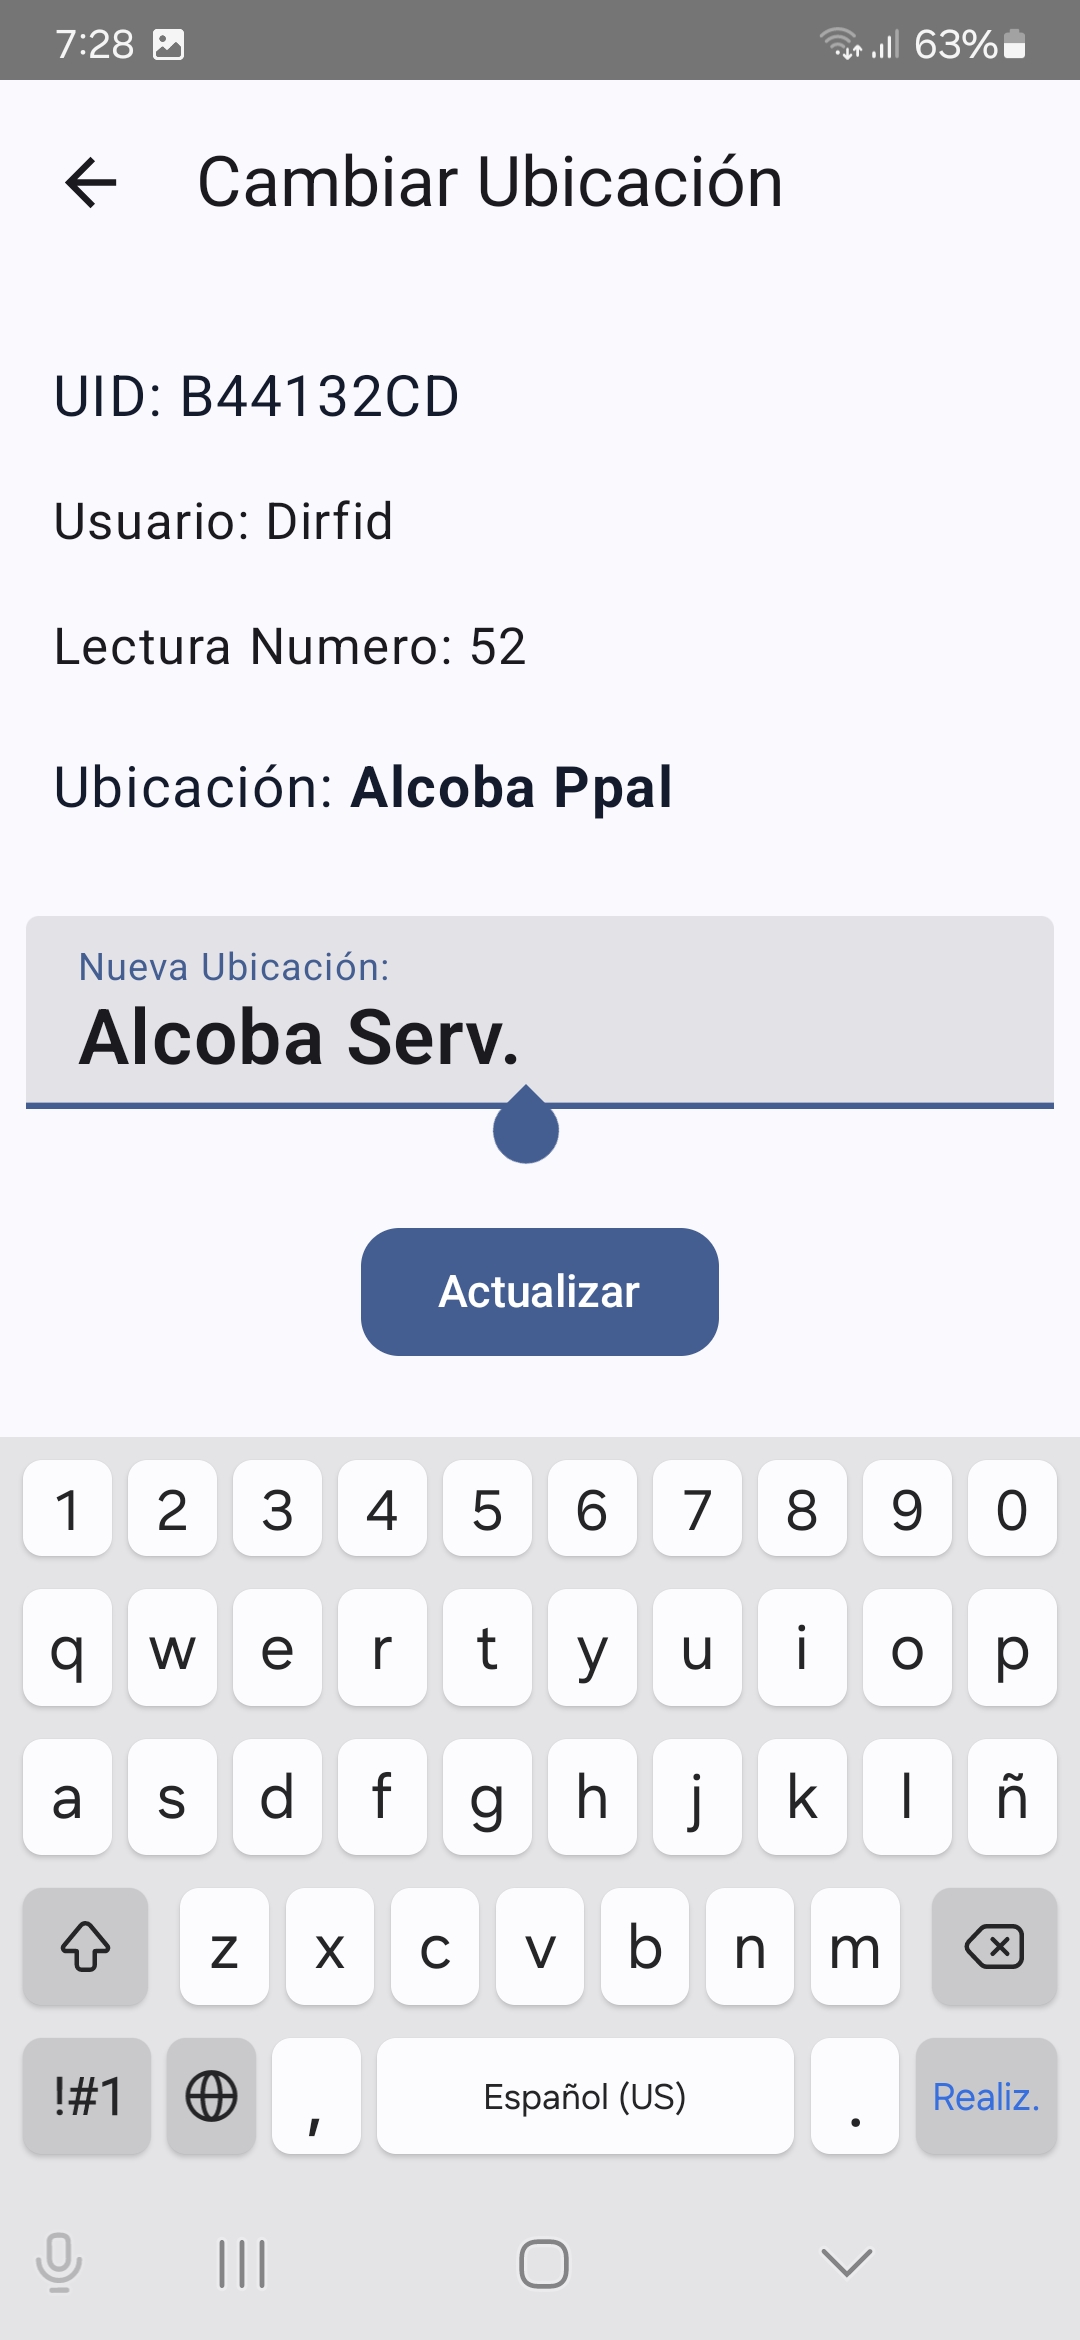 7:28 63%
Cambiar Ubicación
UID: B44132CD
Usuario: Dirfid
Lectura Numero: 52
Ubicación: Alcoba Ppal
Nueva Ubicación:
Alcoba Serv.
Actualizar
1 2 3 4 5 6 7 8 9 0
q w e r t y u i o p
a s d f g h j k l ñ
z x c v b n m
!#1 , Español (US) . Realiz.